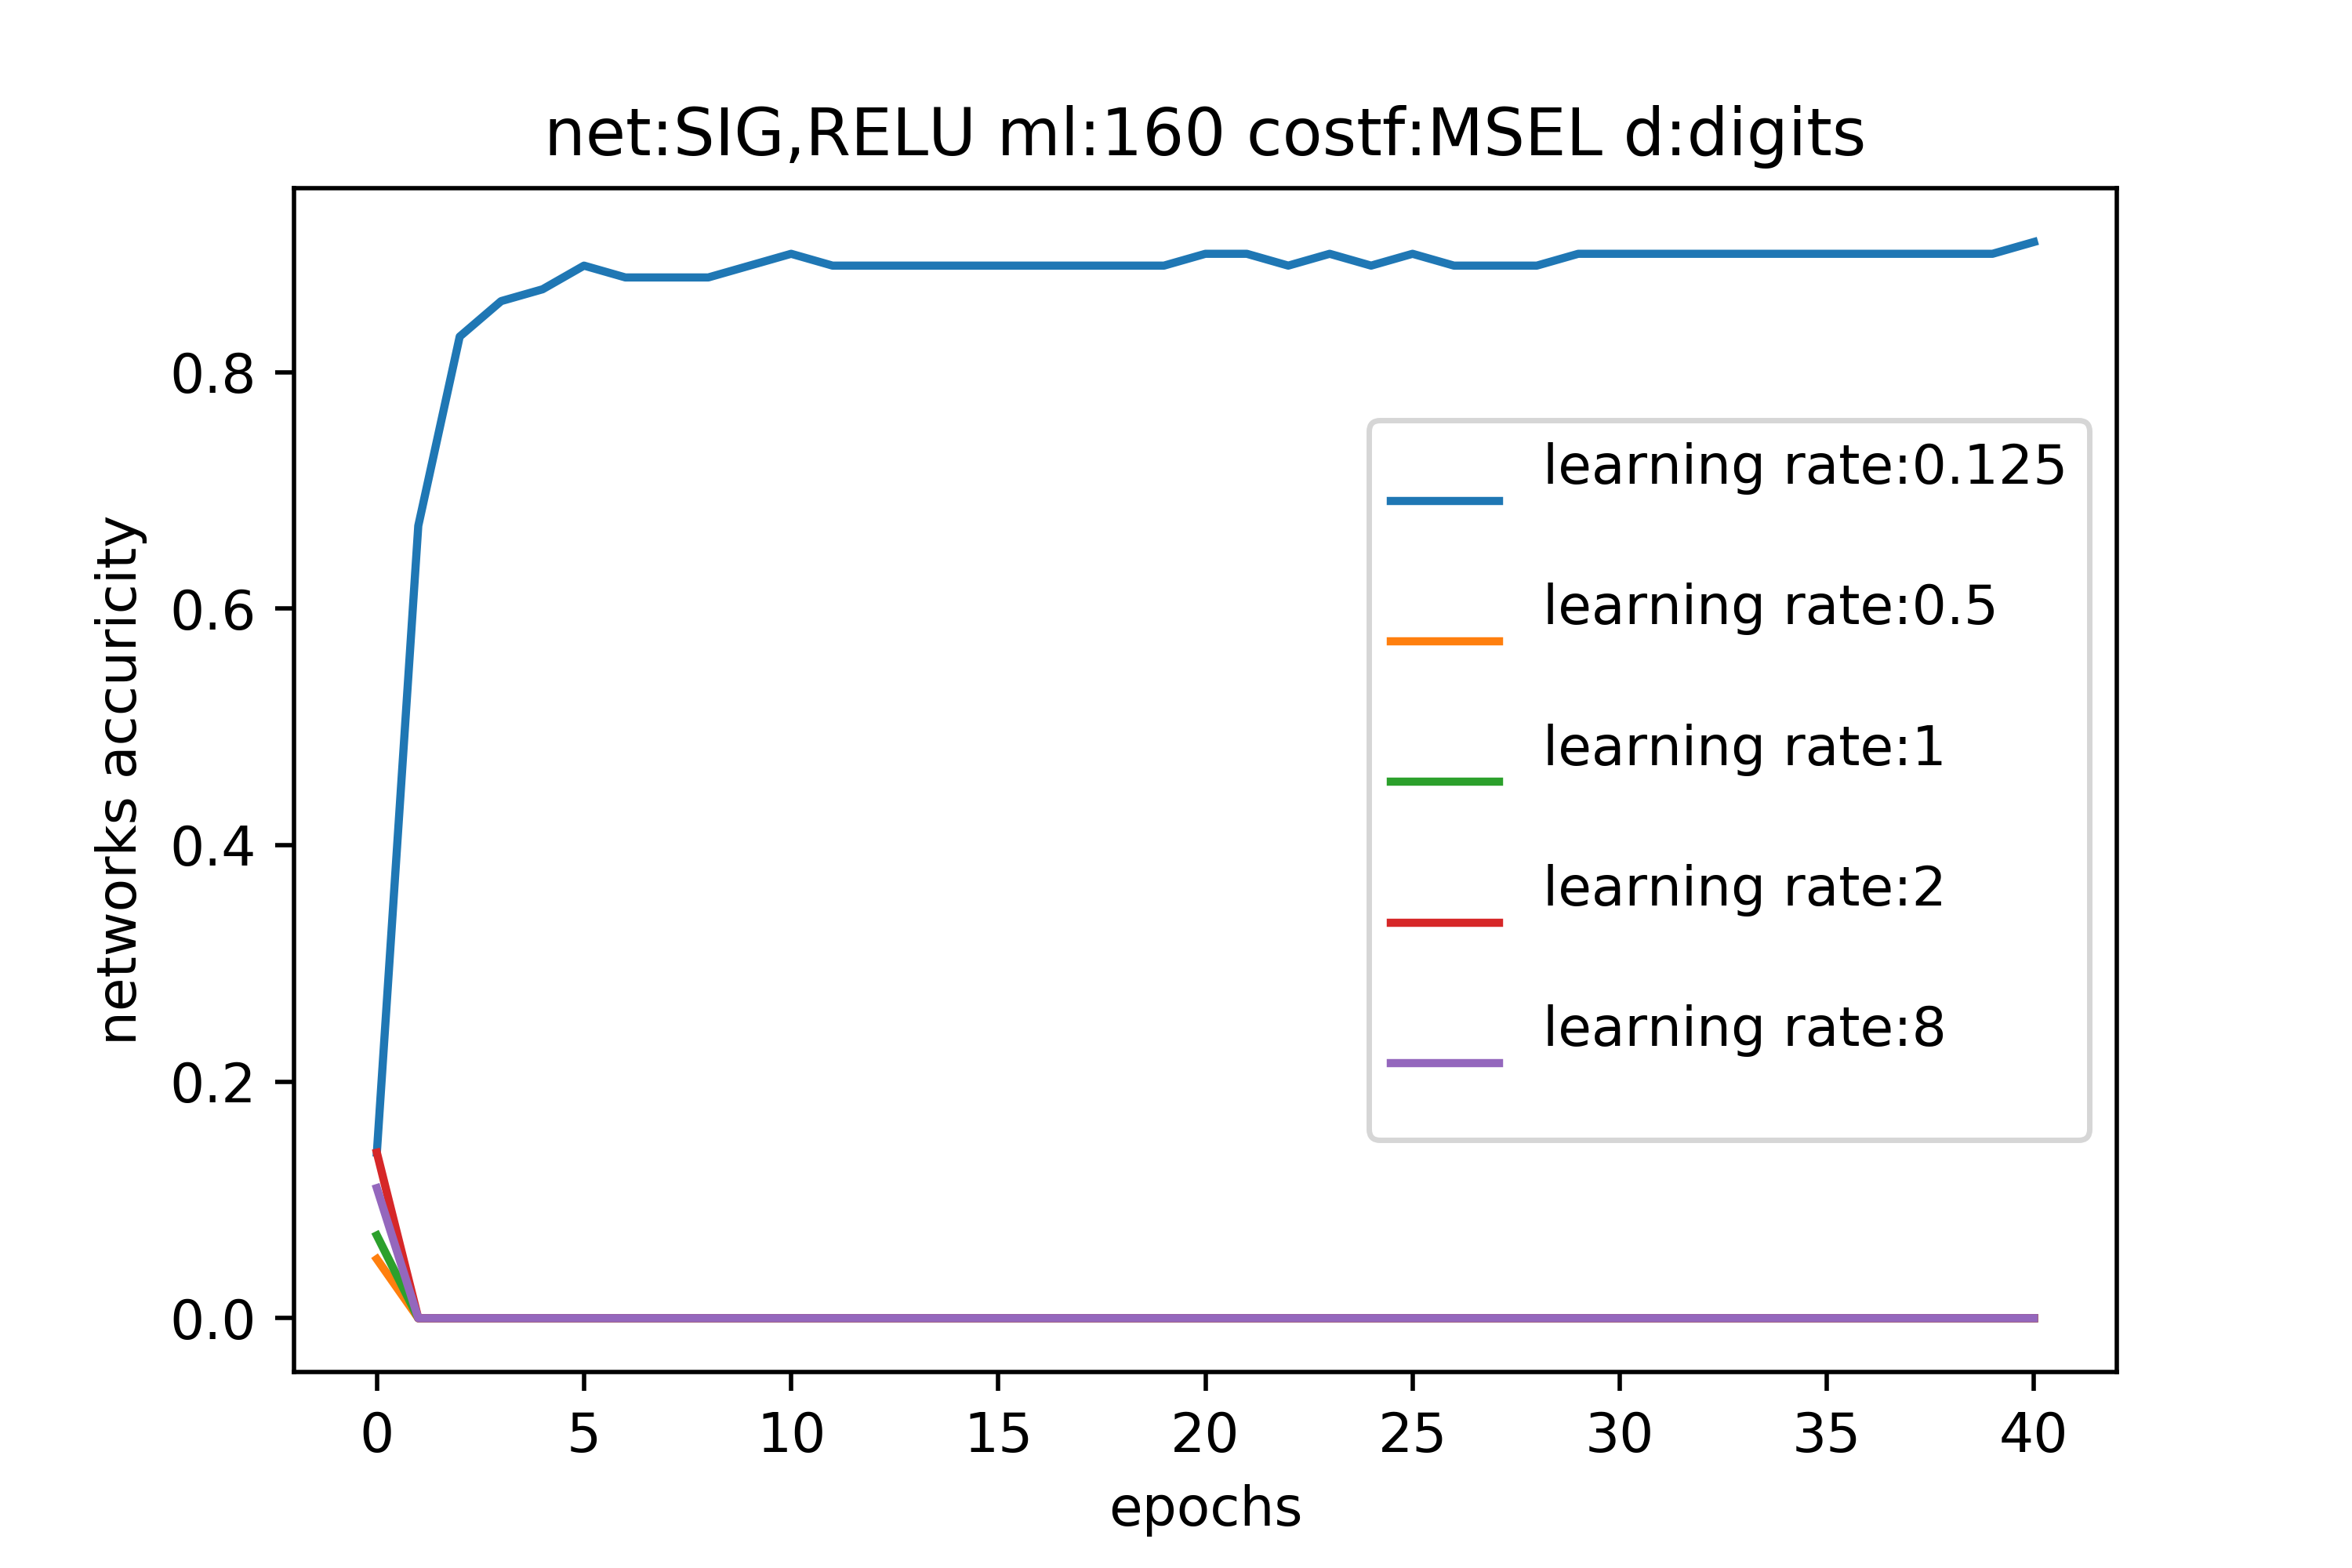 net:SIG,RELU ml:160 costf:MSEL d:digits
networks accuricity
0.8
0.6
0.4
0.2
0.0
learning rate:0.125
learning rate:0.5
learning rate:1
learning rate:2
learning rate:8
0 5 10 15 20 25 30 35 40
epochs